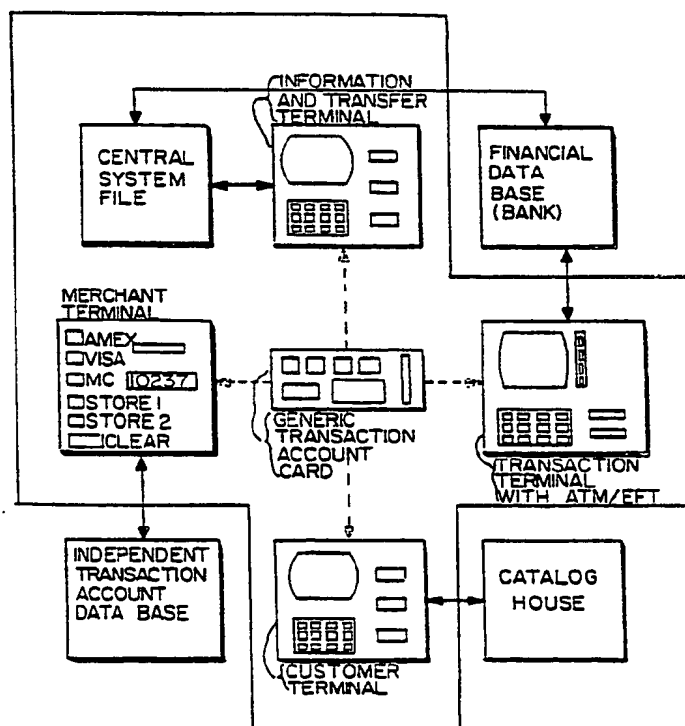 INFORMATION
AND TRANSFER
TERMINAL
CENTRAL
SYSTEM
FILE
FINANCIAL
DATA
BASE
(BANK)
MERCHANT
TERMINAL
AMEX
VISA
MC 10237
STORE 1
STORE 2
CLEAR
GENERIC
TRANSACTION
ACCOUNT
CARD
TRANSACTION
TERMINAL
WITH ATM/EFT
INDEPENDENT
TRANSACTION
ACCOUNT
DATA BASE
CATALOG
HOUSE
CUSTOMER
TERMINAL